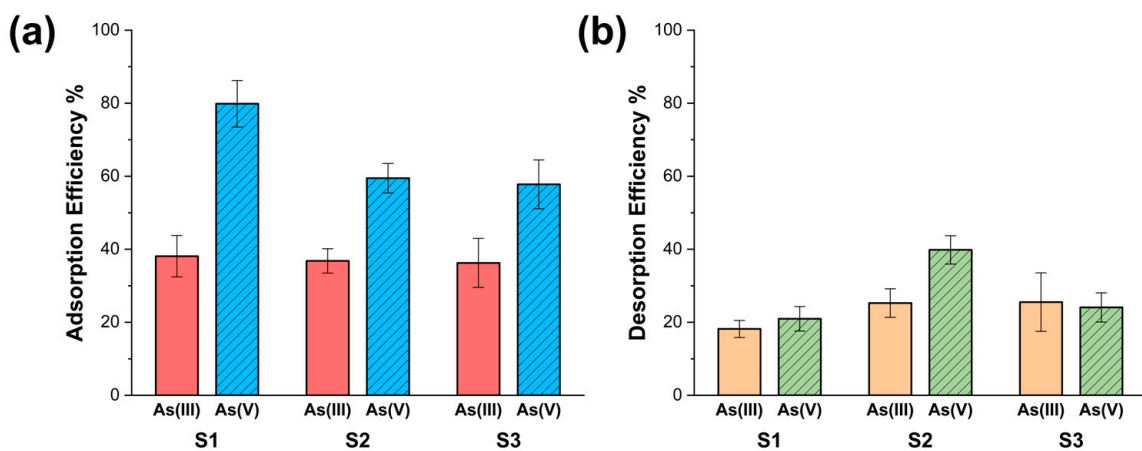 (a)
Adsorption Efficiency %
100
80
60
40
20
0
As(III) As(V) As(III) As(V) As(III) As(V)
S1 S2 S3
(b)
Desorption Efficiency %
100
80
60
40
20
0
As(III) As(V) As(III) As(V) As(III) As(V)
S1 S2 S3